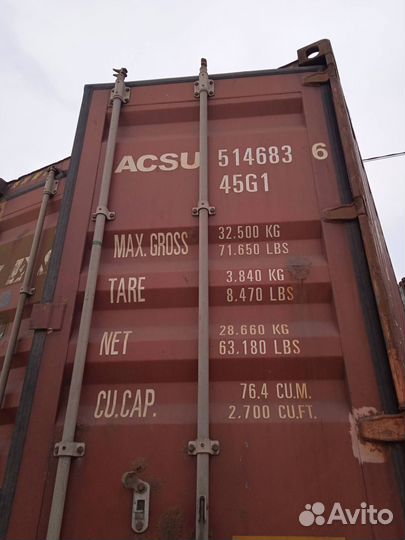 ACSU 514683 6
45G1
MAX. GROSS 32.500 KG
71.650 LBS
TARE 3.840 KG
8.470 LBS
NET 28.660 KG
63.180 LBS
CU.CAP. 76.4 CU.M.
2.700 CU.FT.
Avito